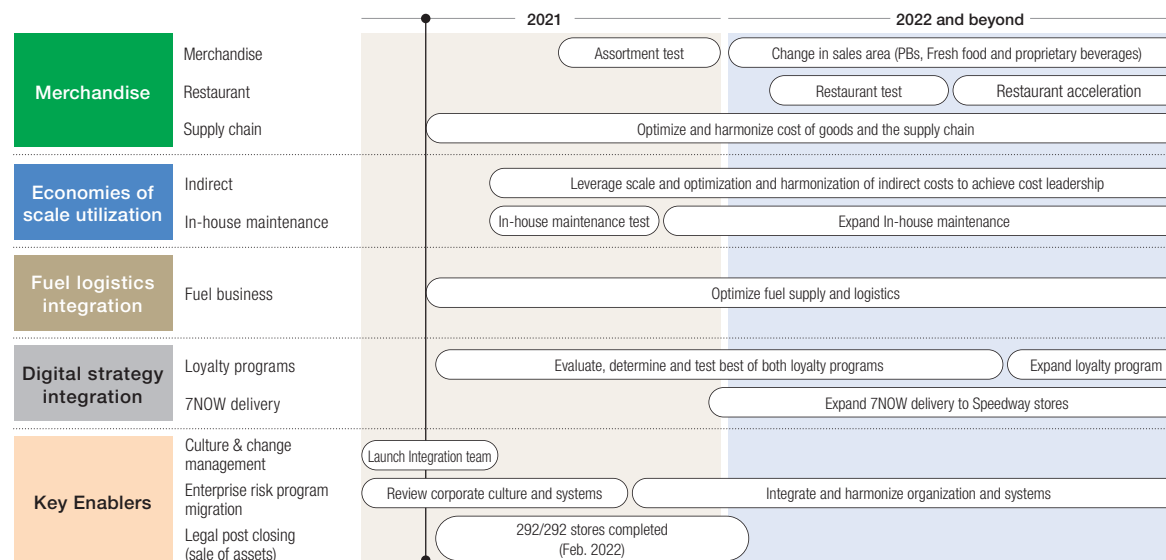 2021
2022 and beyond
Merchandise
Merchandise
Assortment test
Change in sales area (PBs, Fresh food and proprietary beverages)
Restaurant
Restaurant test
Restaurant acceleration
Supply chain
Optimize and harmonize cost of goods and the supply chain
Economies of
scale utilization
Indirect
Leverage scale and optimization and harmonization of indirect costs to achieve cost leadership
In-house maintenance
In-house maintenance test
Expand In-house maintenance
Fuel logistics
integration
Fuel business
Optimize fuel supply and logistics
Digital strategy
integration
Loyalty programs
Evaluate, determine and test best of both loyalty programs
Expand loyalty program
7NOW delivery
Expand 7NOW delivery to Speedway stores
Key Enablers
Culture & change
management
Launch Integration team
Enterprise risk program
migration
Review corporate culture and systems
Integrate and harmonize organization and systems
Legal post closing
(sale of assets)
292/292 stores completed
(Feb. 2022)